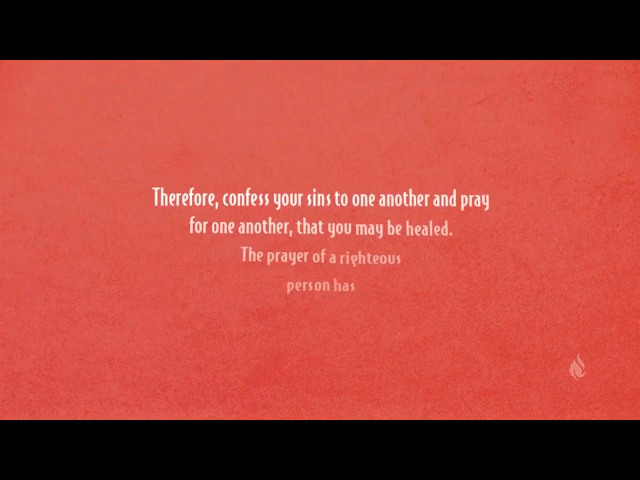 Therefore, confess your sins to one another and pray
for one another, that you may be healed.
The prayer of a righteous
person has